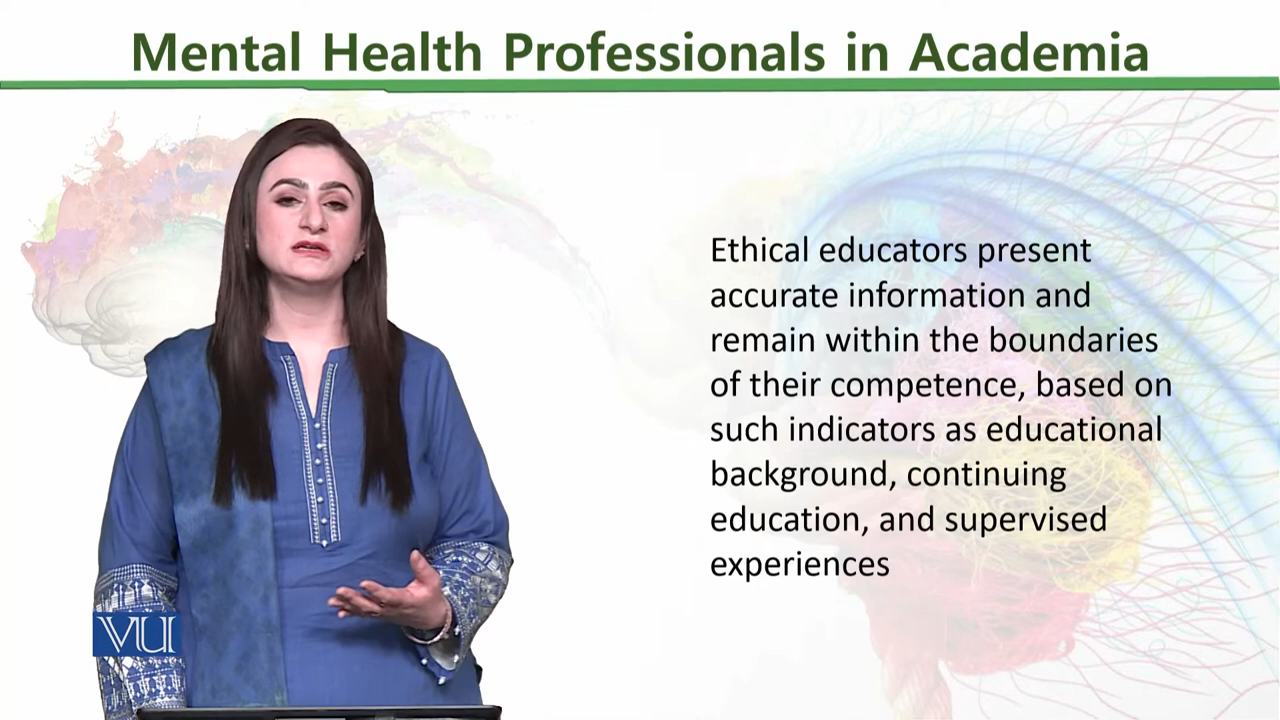 Mental Health Professionals in Academia
Ethical educators present
accurate information and
remain within the boundaries
of their competence, based on
such indicators as educational
background, continuing
education, and supervised
experiences
VU